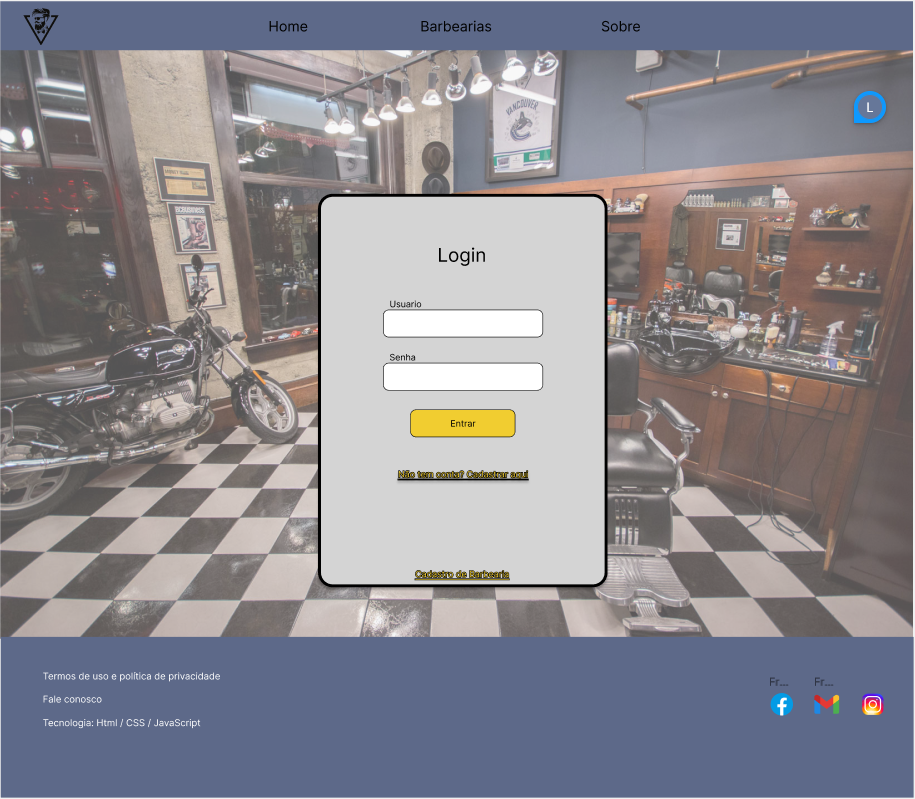 Home
Barbearias
Sobre
VANCOUVER
L
Login
Usuario
Senha
Entrar
Não tem conta? Cadastrar aqui
Cadastro de Barbearia
Termos de uso e política de privacidade
Fale conosco
Tecnologia: Html / CSS / JavaScript
Fr...
Fr...